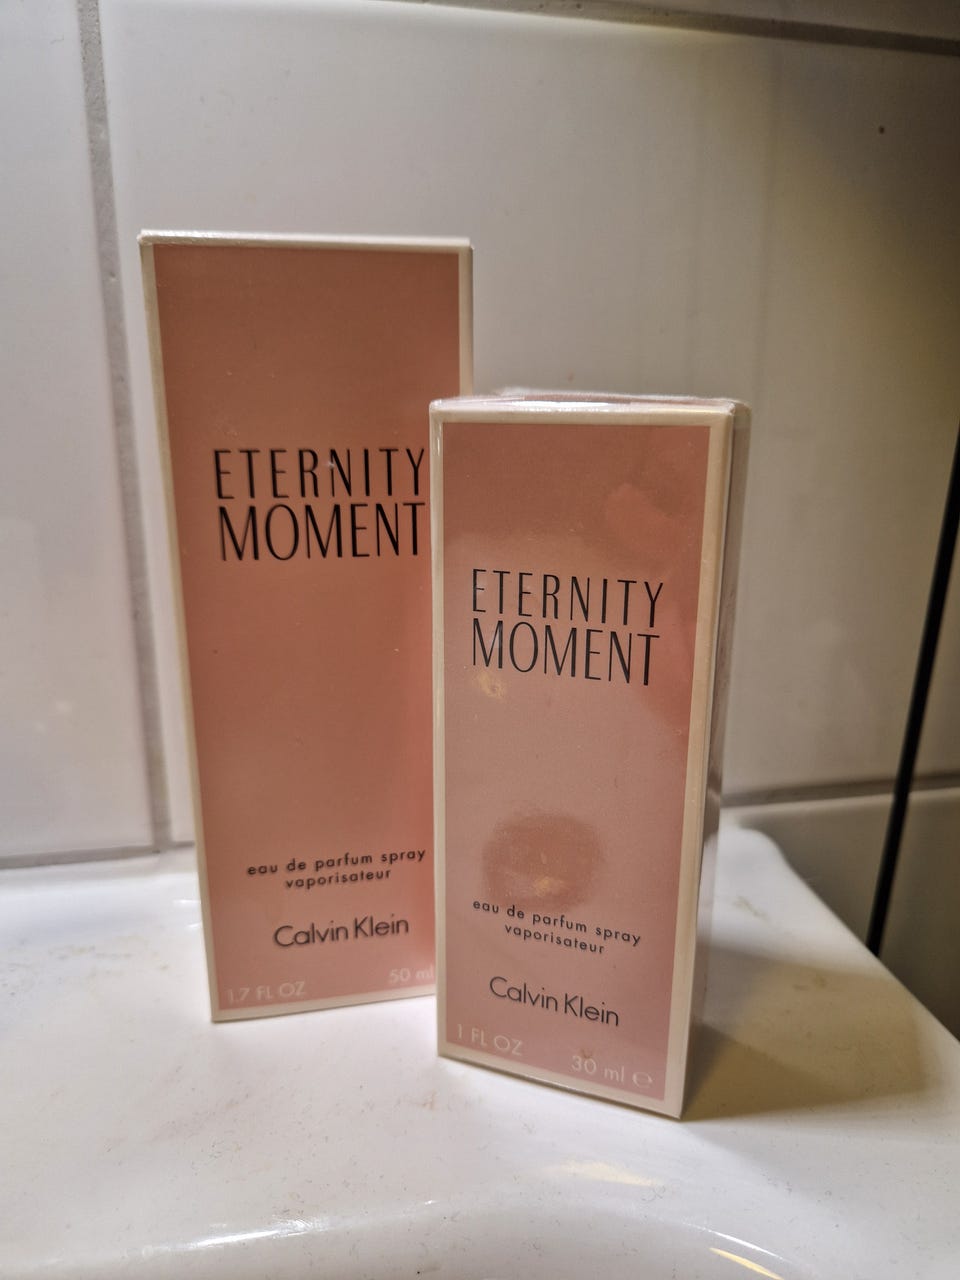 ETERNITY
MOMENT
eau de parfum spray
vaporisateur
Calvin Klein
1.7 FL OZ 50 ml
ETERNITY
MOMENT
eau de parfum spray
vaporisateur
Calvin Klein
1 FL OZ 30 ml ℮